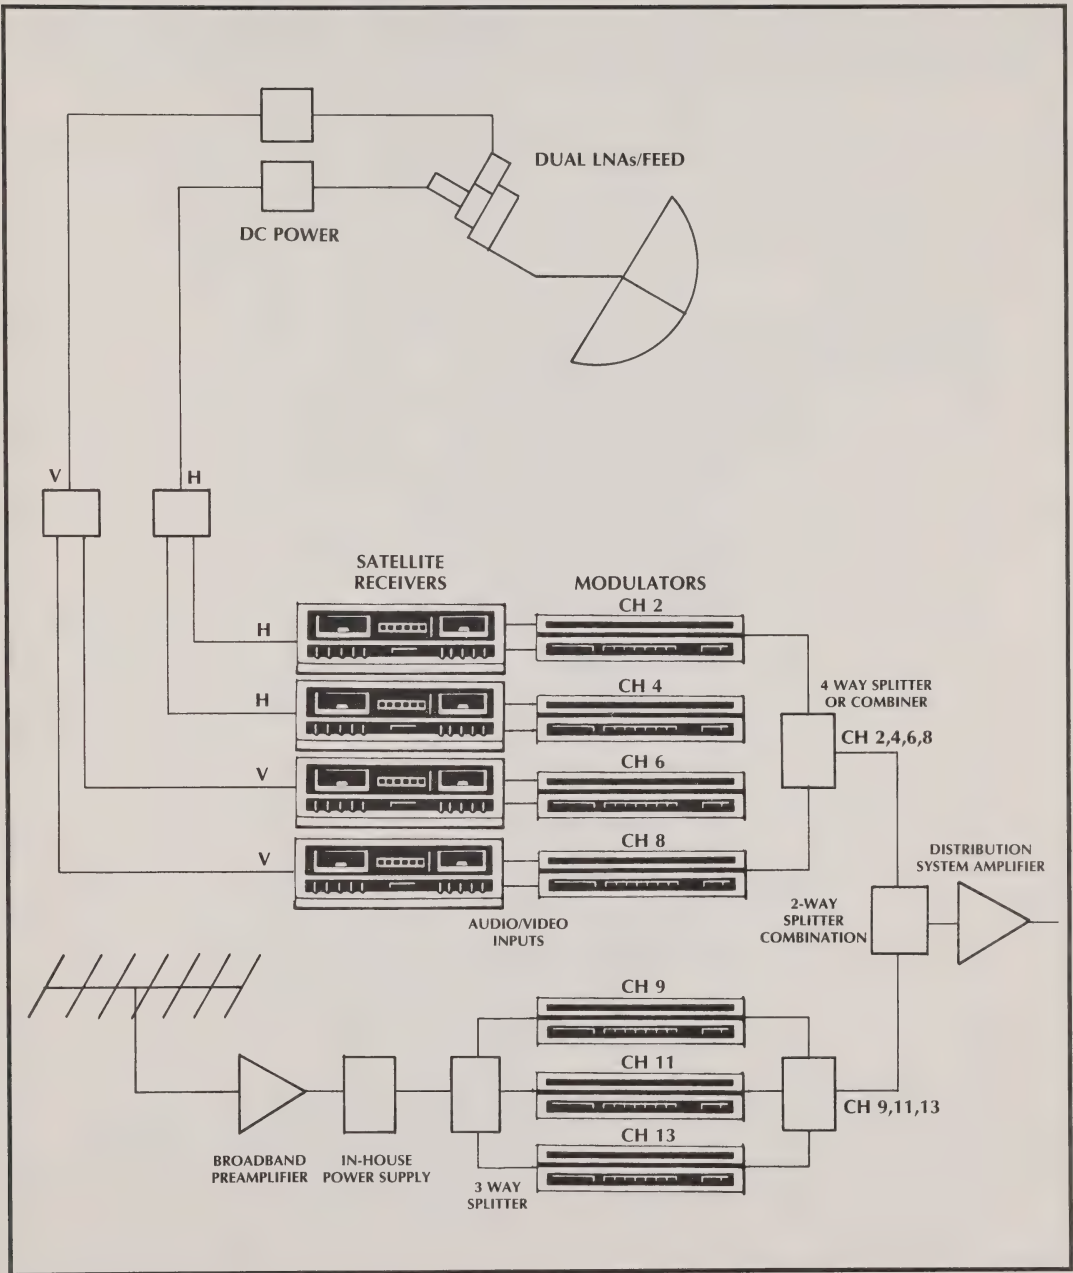 DUAL LNAs/FEED
DC POWER
V
H
SATELLITE
RECEIVERS
MODULATORS
CH 2
H
4 WAY SPLITTER
OR COMBINER
CH 4
H
CH 2,4,6,8
CH 6
V
CH 8
V
DISTRIBUTION
SYSTEM AMPLIFIER
2-WAY
SPLITTER
COMBINATION
AUDIO/VIDEO
INPUTS
CH 9
CH 11
CH 9,11,13
CH 13
BROADBAND
PREAMPLIFIER
IN-HOUSE
POWER SUPPLY
3 WAY
SPLITTER